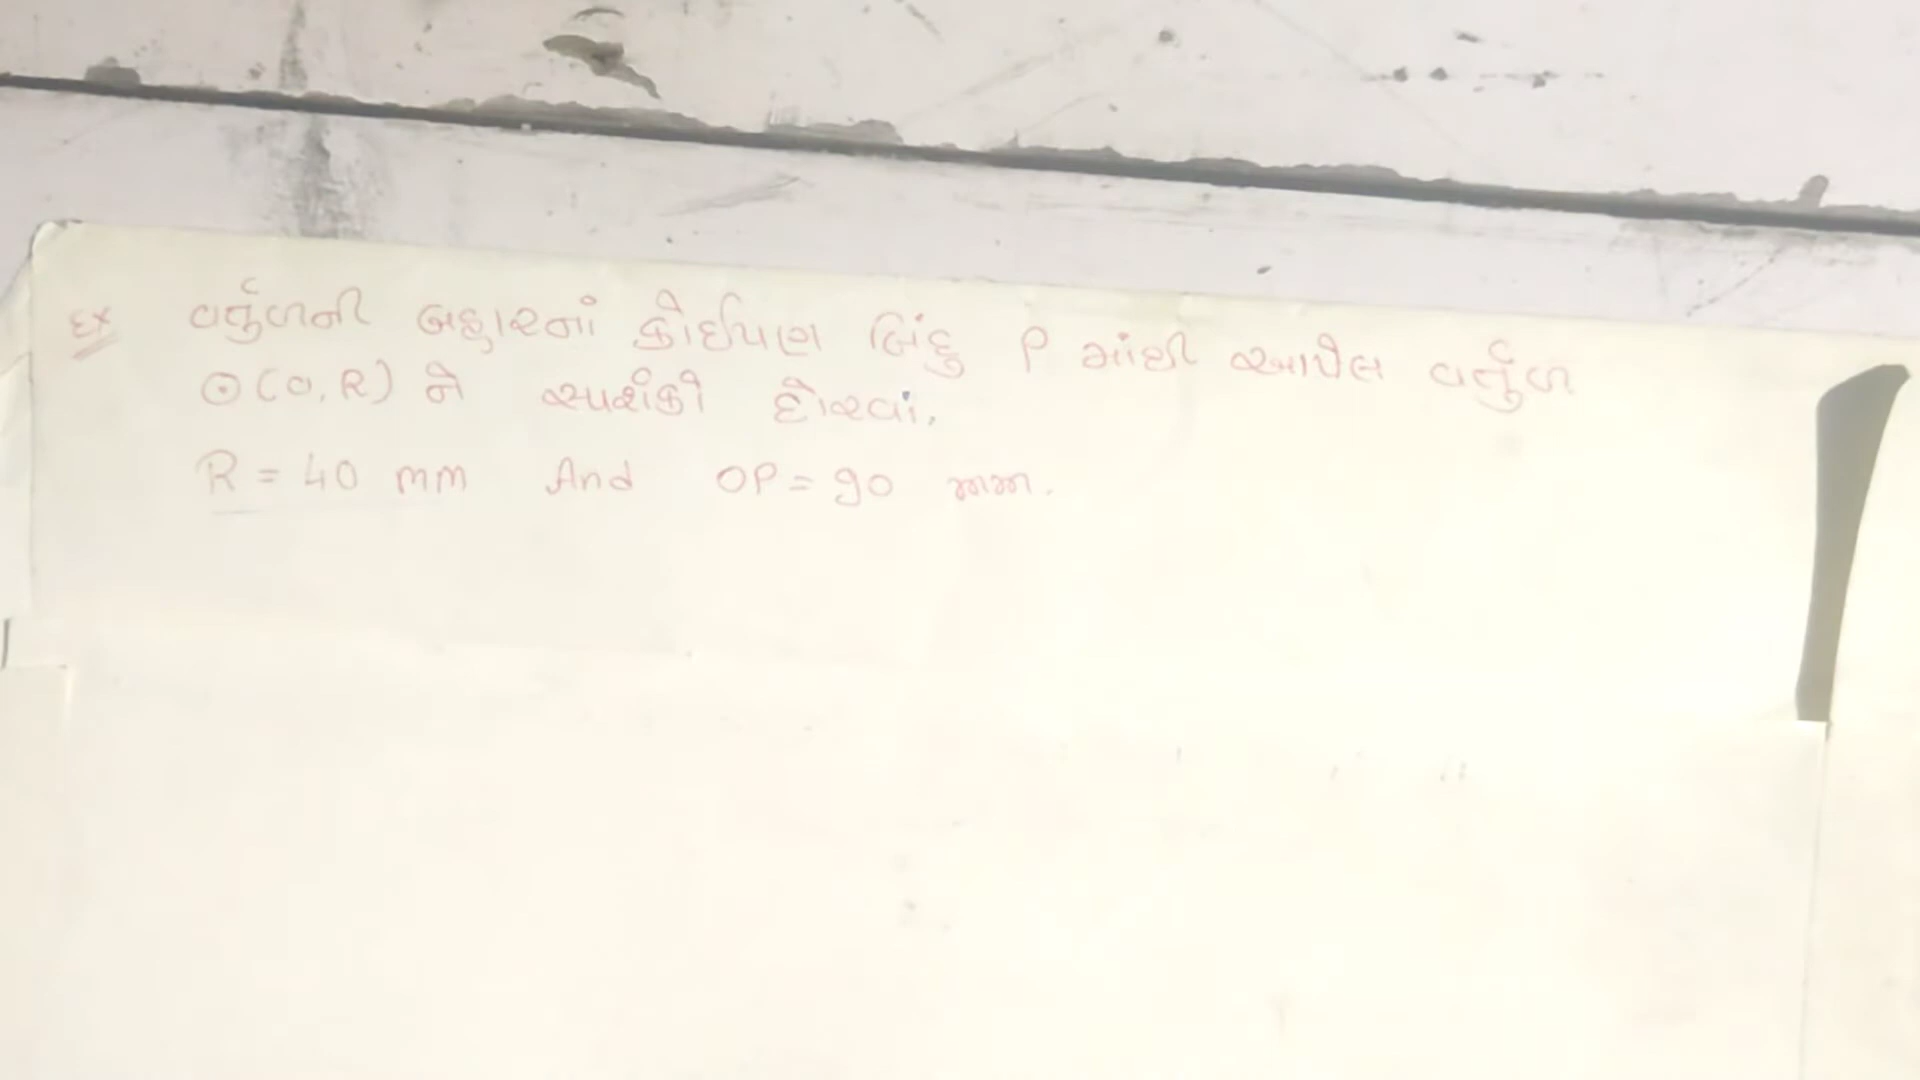 Ex વર્તુળની બહારનાં કોઈપણ બિંદુ P માંથી આપેલ વર્તુળ
⊙(O,R) ને સ્પર્શકો દોરવાં.
R = 40 mm And OP = 90 mm.